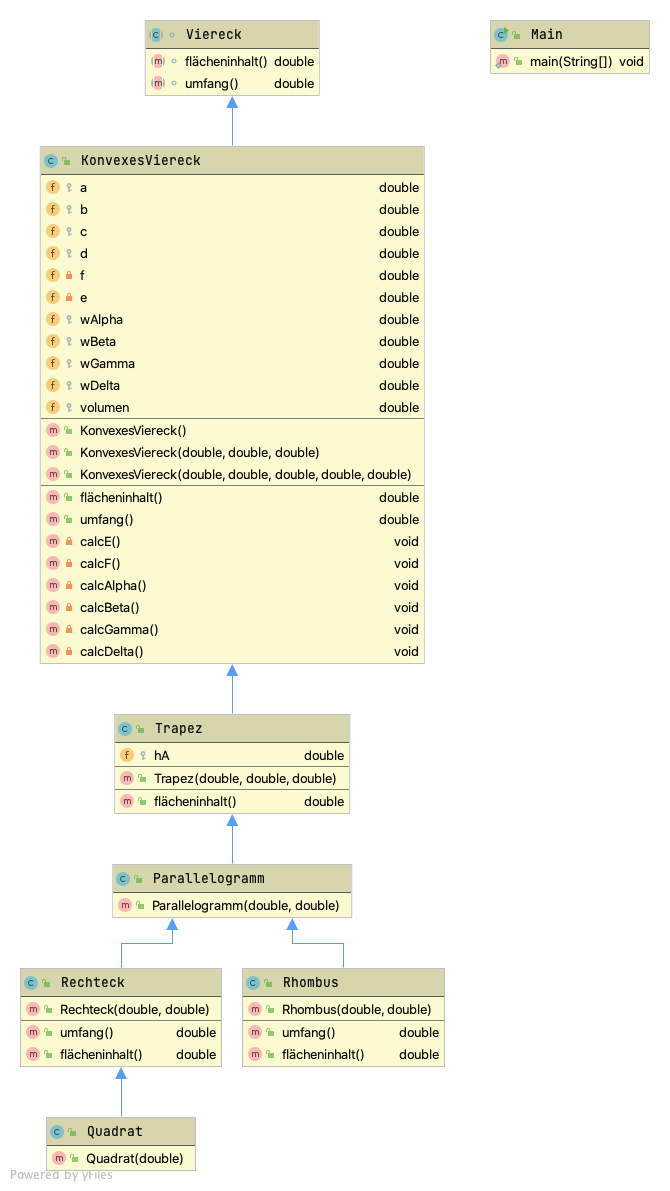 Viereck
flächeninhalt() double
umfang() double
Main
main(String[]) void
KonvexesViereck
a double
b double
c double
d double
f double
e double
wAlpha double
wBeta double
wGamma double
wDelta double
volumen double
KonvexesViereck()
KonvexesViereck(double, double, double)
KonvexesViereck(double, double, double, double, double)
flächeninhalt() double
umfang() double
calcE() void
calcF() void
calcAlpha() void
calcBeta() void
calcGamma() void
calcDelta() void
Trapez
hA double
Trapez(double, double, double)
flächeninhalt() double
Parallelogramm
Parallelogramm(double, double)
Rechteck
Rechteck(double, double)
umfang() double
flächeninhalt() double
Rhombus
Rhombus(double, double)
umfang() double
flächeninhalt() double
Quadrat
Quadrat(double)
Powered by yFiles